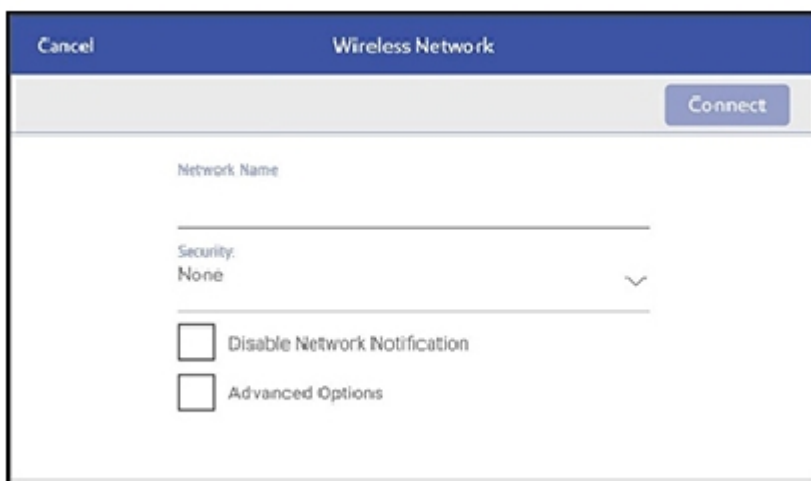 Cancel
Wireless Network
Connect
Network Name
Security:
None
Disable Network Notification
Advanced Options